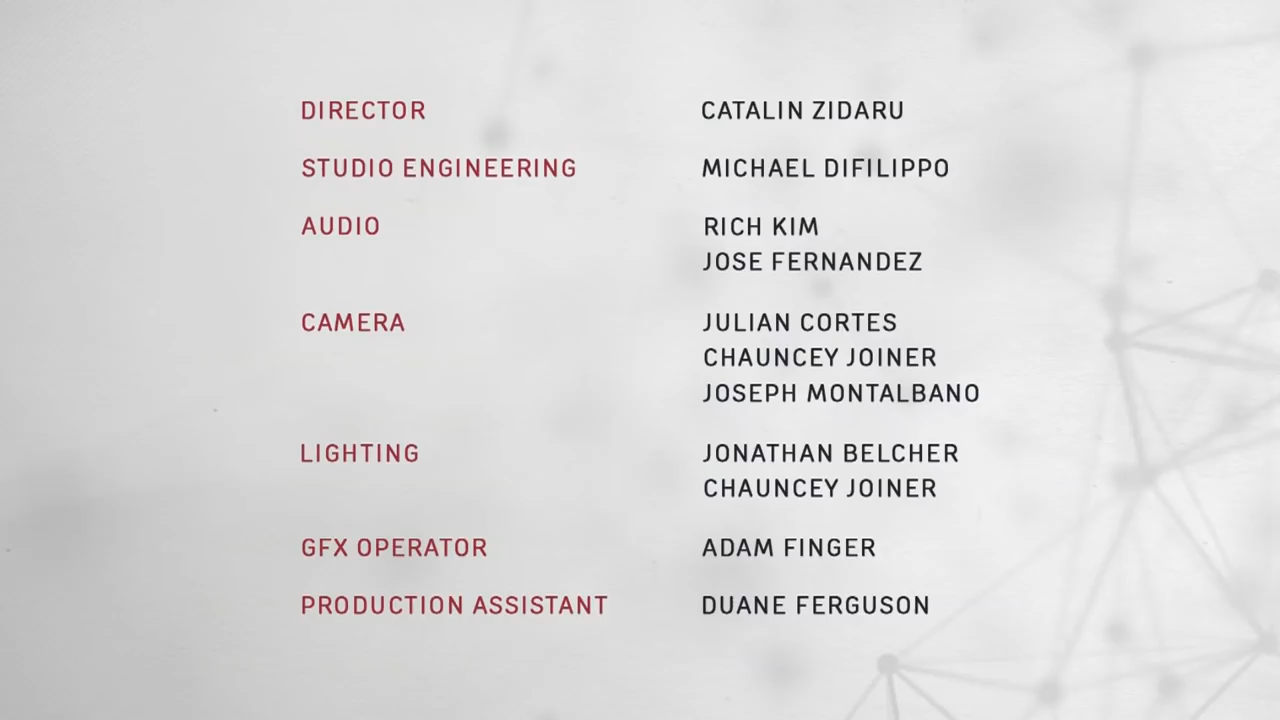 DIRECTOR CATALIN ZIDARU
STUDIO ENGINEERING MICHAEL DIFILIPPO
AUDIO RICH KIM
JOSE FERNANDEZ
CAMERA JULIAN CORTES
CHAUNCEY JOINER
JOSEPH MONTALBANO
LIGHTING JONATHAN BELCHER
CHAUNCEY JOINER
GFX OPERATOR ADAM FINGER
PRODUCTION ASSISTANT DUANE FERGUSON